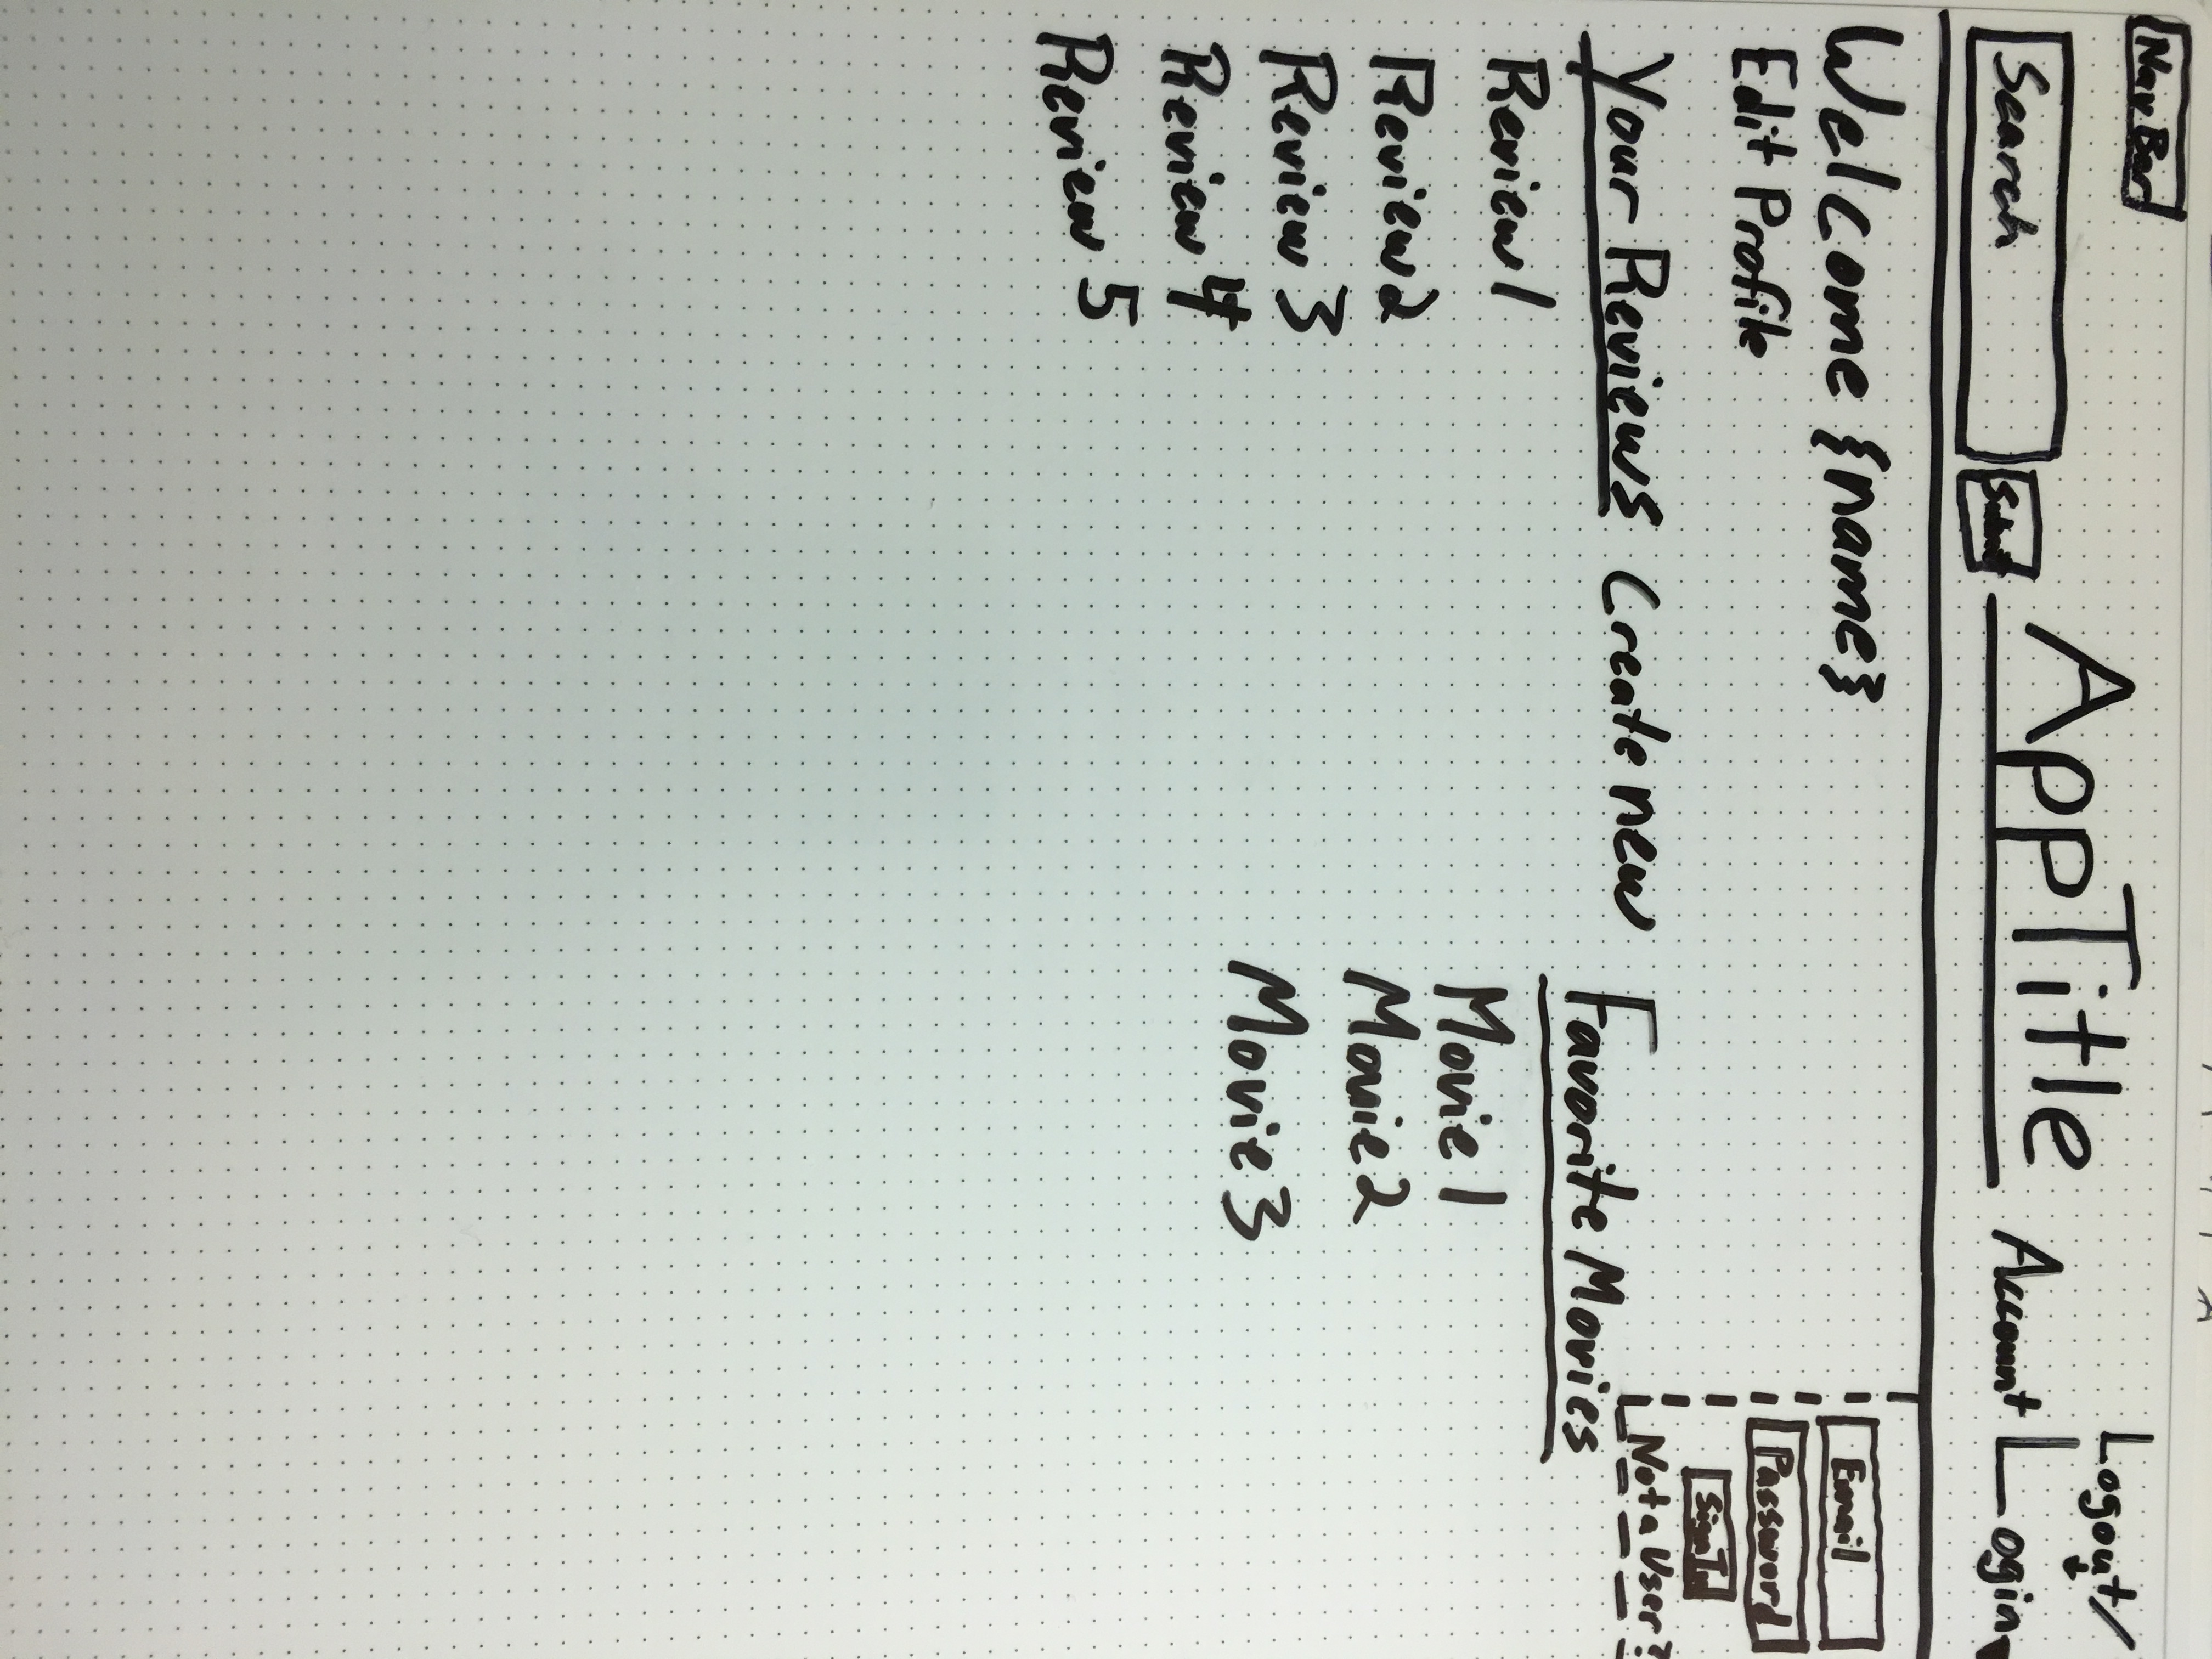 Nav Bar
Logout/
Search Submit App Title Account Login
Welcome {name}
Edit Profile
Email
Password
Sign In
Not a User?
Your Reviews Create new Favorite Movies
Review 1 Movie 1
Review 2 Movie 2
Review 3 Movie 3
Review 4
Review 5